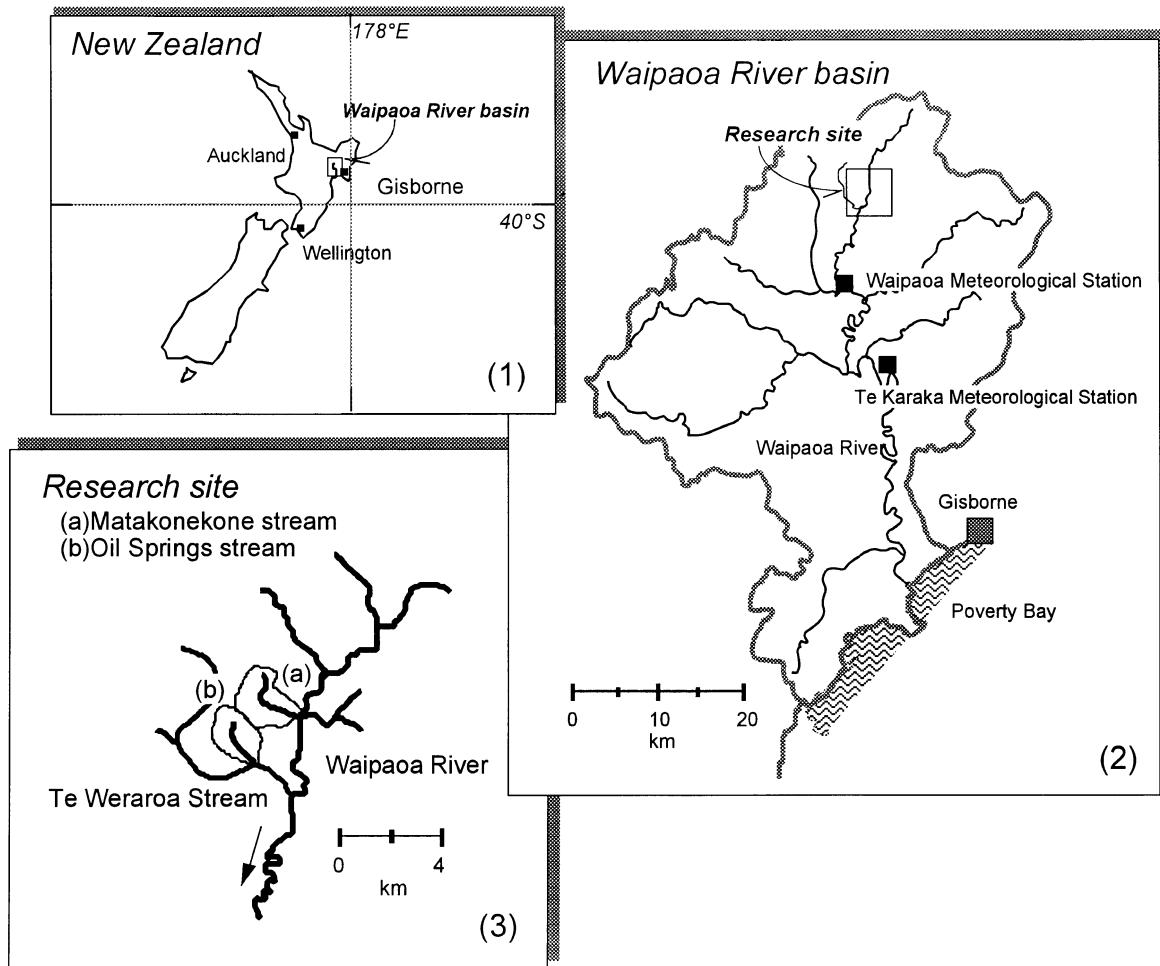 New Zealand
178°E
Waipaoa River basin
Auckland
Gisborne
40°S
Wellington
(1)
Waipaoa River basin
Research site
Waipaoa Meteorological Station
Te Karaka Meteorological Station
Waipaoa River
Gisborne
Poverty Bay
0 10 20
km
(2)
Research site
(a)Matakonekone stream
(b)Oil Springs stream
(a)
(b)
Waipaoa River
Te Weraroa Stream
0 4
km
(3)